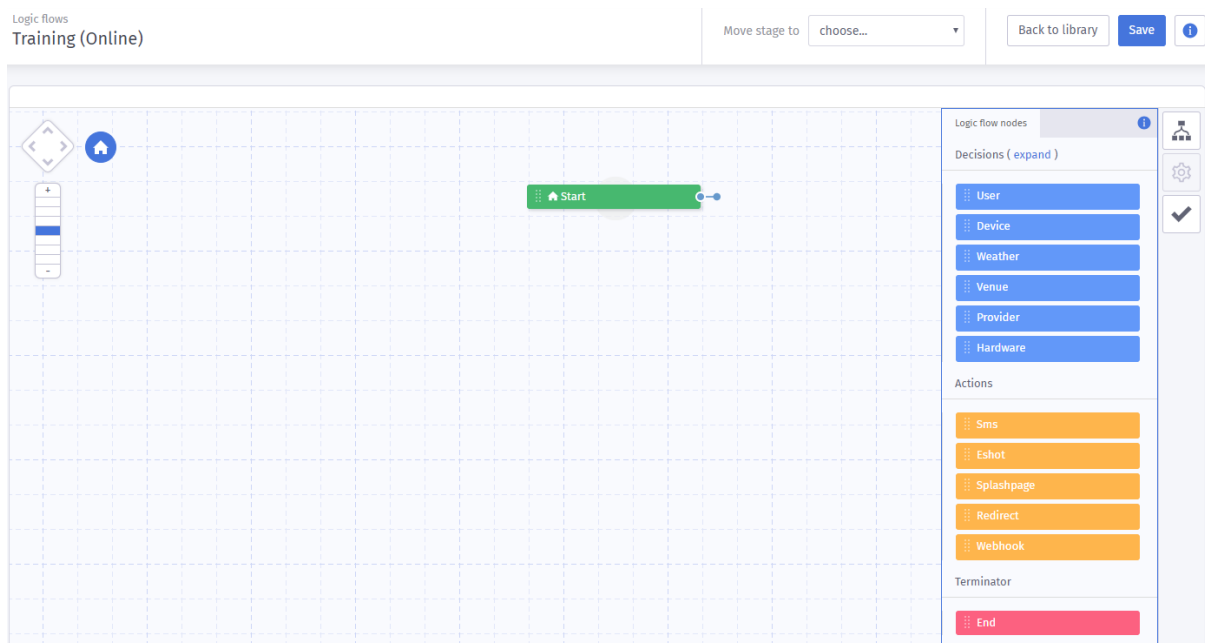 Logic flows
Training (Online)
Move stage to
choose...
Back to library
Save
i
Logic flow nodes
i
Decisions ( expand )
+
-
Start
User
Device
Weather
Venue
Provider
Hardware
Actions
Sms
Eshot
Splashpage
Redirect
Webhook
Terminator
End